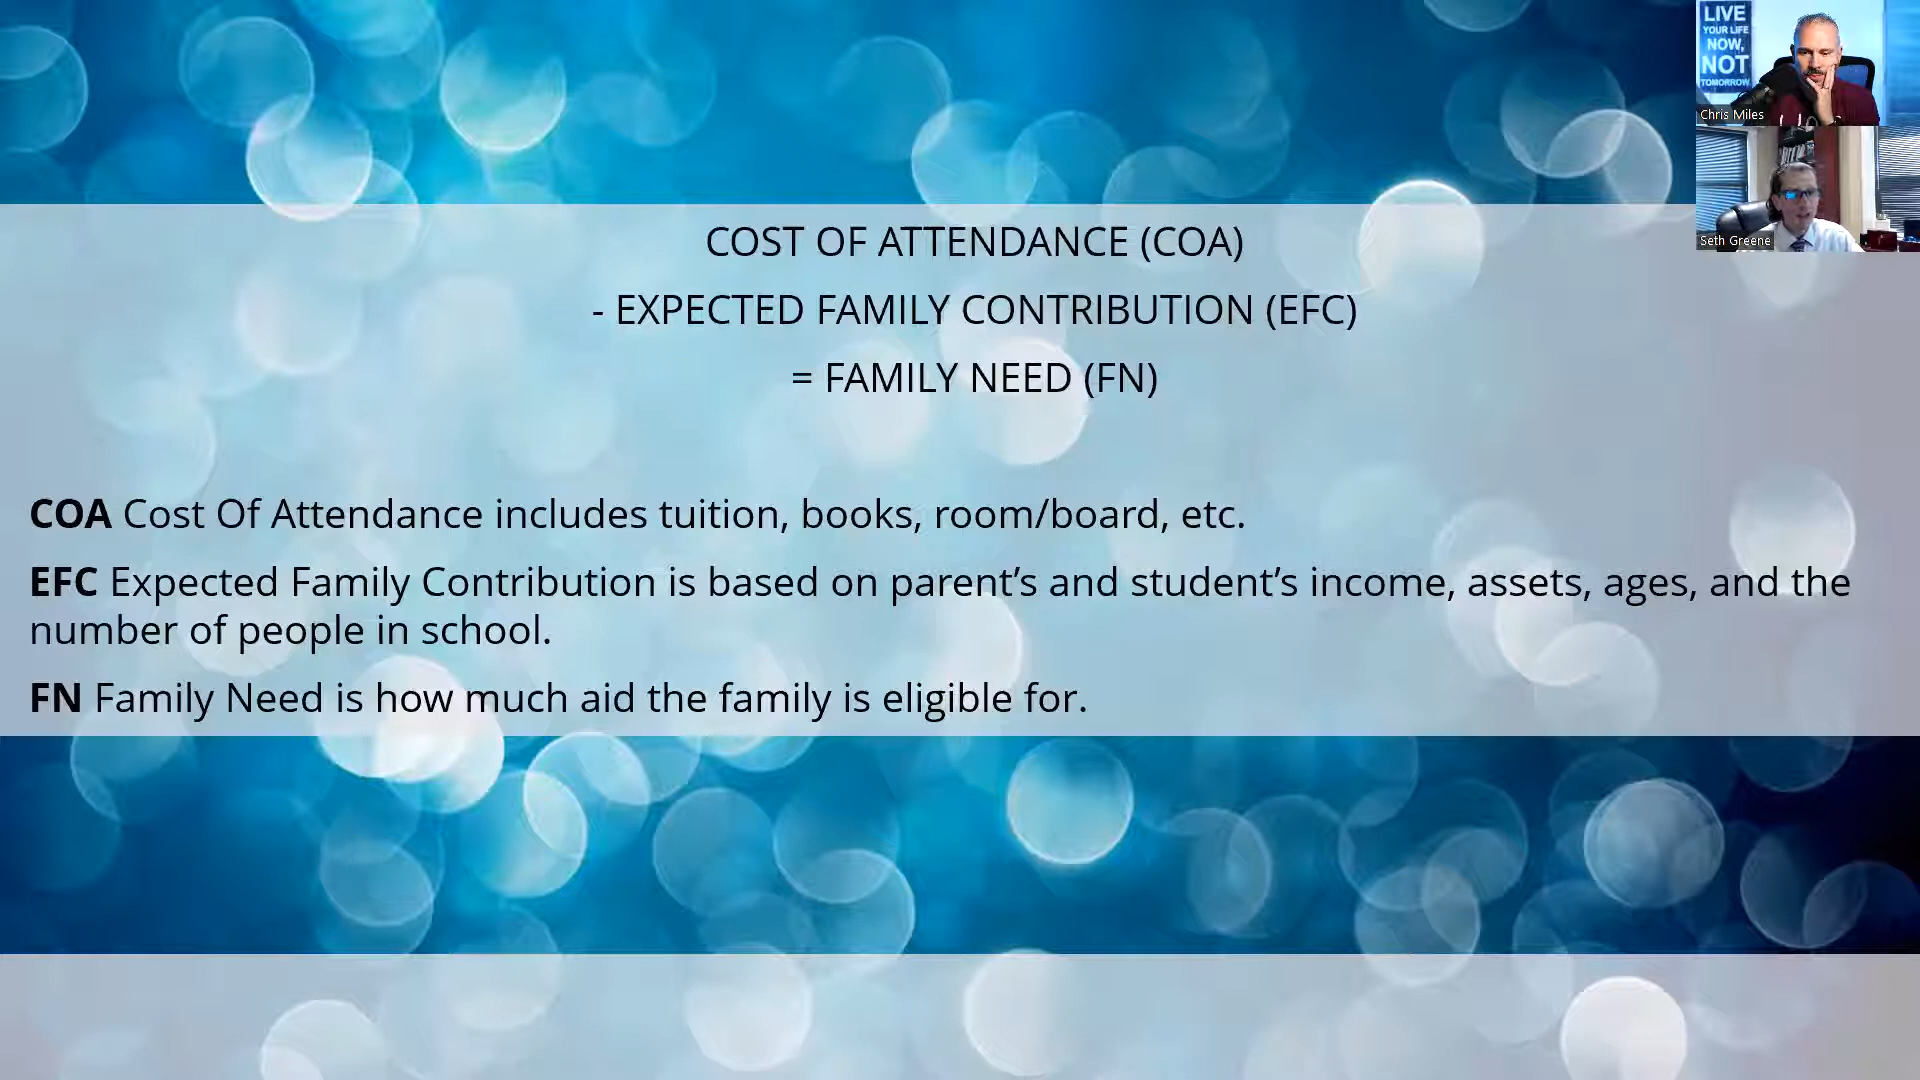 LIVE
YOUR LIFE
NOW,
NOT
TOMORROW
Chris Miles
Seth Greene
COST OF ATTENDANCE (COA)
- EXPECTED FAMILY CONTRIBUTION (EFC)
= FAMILY NEED (FN)
COA Cost Of Attendance includes tuition, books, room/board, etc.
EFC Expected Family Contribution is based on parent’s and student’s income, assets, ages, and the
number of people in school.
FN Family Need is how much aid the family is eligible for.